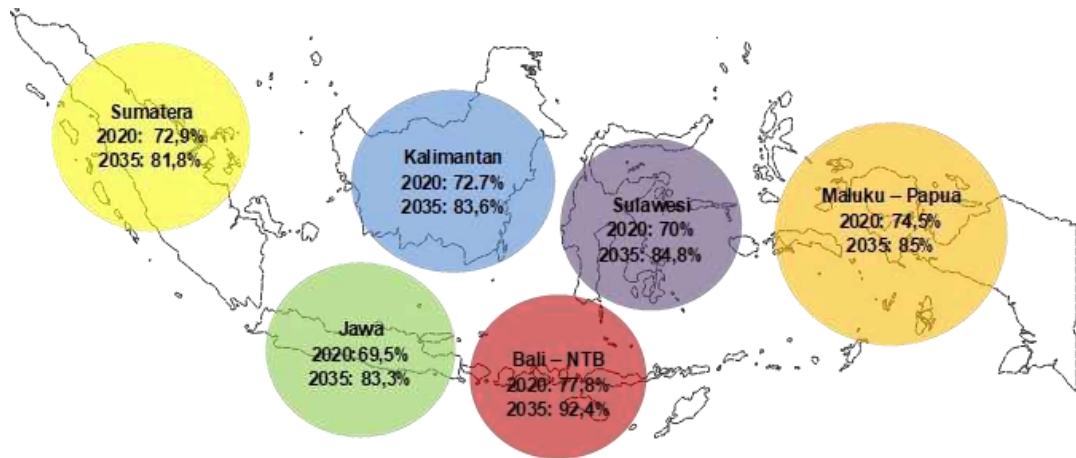 Sumatera
2020: 72,9%
2035: 81,8%
Kalimantan
2020: 72.7%
2035: 83,6%
Sulawesi
2020: 70%
2035: 84,8%
Maluku – Papua
2020: 74,5%
2035: 85%
Jawa
2020:69,5%
2035: 83,3%
Bali – NTB
2020: 77,8%
2035: 92,4%